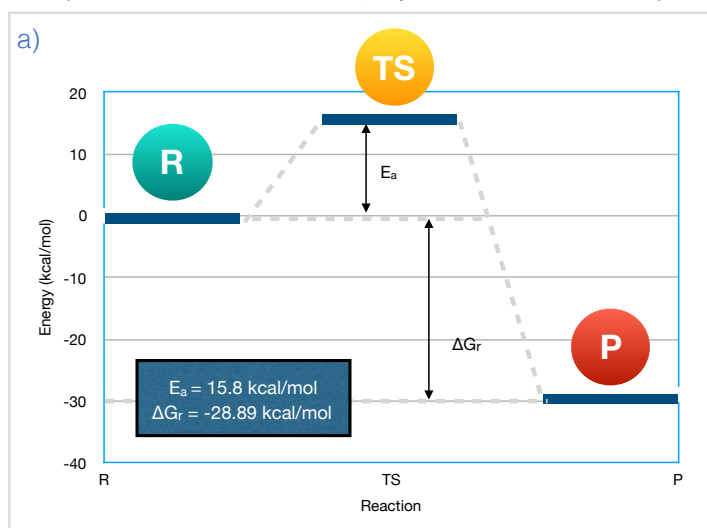 a)
TS
20
R
10
Eₐ
0
-10
Energy (kcal/mol)
-20
ΔGr
P
Eₐ = 15.8 kcal/mol
ΔGr = -28.89 kcal/mol
-30
-40
R
TS
P
Reaction